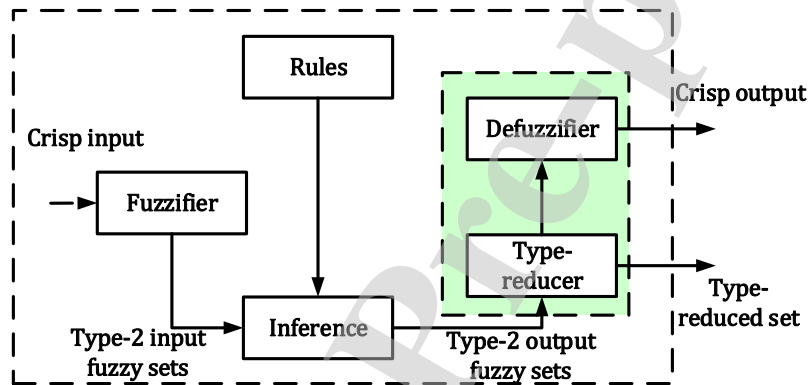 Rules
Crisp output
Defuzzifier
Crisp input
Fuzzifier
Type-
reducer
Type-
reduced set
Inference
Type-2 input
fuzzy sets
Type-2 output
fuzzy sets
Pre-p